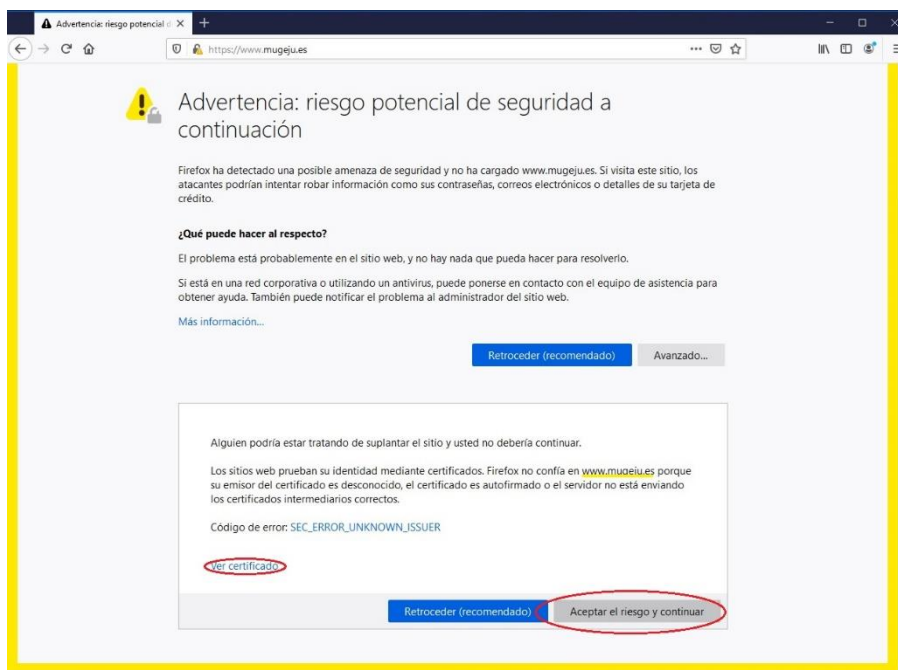 Advertencia: riesgo potencial d
https://www.mugeju.es
Advertencia: riesgo potencial de seguridad a
continuación
Firefox ha detectado una posible amenaza de seguridad y no ha cargado www.mugeju.es. Si visita este sitio, los
atacantes podrían intentar robar información como sus contraseñas, correos electrónicos o detalles de su tarjeta de
crédito.
¿Qué puede hacer al respecto?
El problema está probablemente en el sitio web, y no hay nada que pueda hacer para resolverlo.
Si está en una red corporativa o utilizando un antivirus, puede ponerse en contacto con el equipo de asistencia para
obtener ayuda. También puede notificar el problema al administrador del sitio web.
Más información...
Retroceder (recomendado) Avanzado...
Alguien podría estar tratando de suplantar el sitio y usted no debería continuar.
Los sitios web prueban su identidad mediante certificados. Firefox no confía en www.mugeju.es porque
su emisor del certificado es desconocido, el certificado es autofirmado o el servidor no está enviando
los certificados intermediarios correctos.
Código de error: SEC_ERROR_UNKNOWN_ISSUER
Ver certificado
Retroceder (recomendado) Aceptar el riesgo y continuar